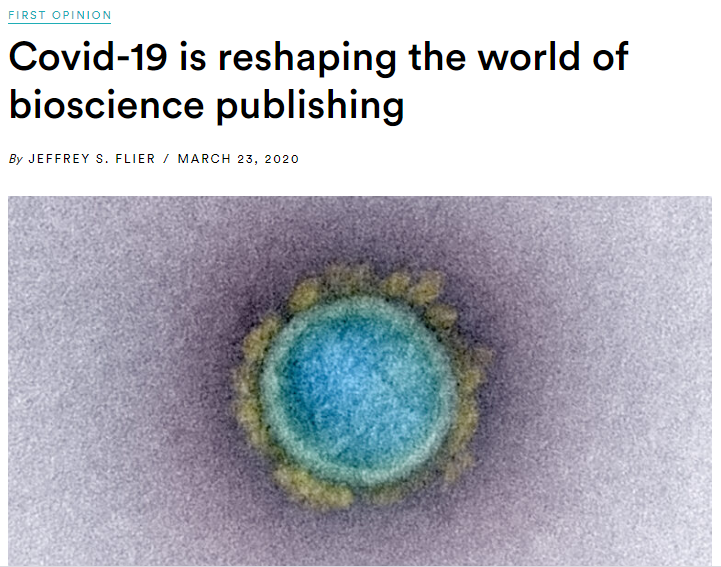 FIRST OPINION
Covid-19 is reshaping the world of
bioscience publishing
By JEFFREY S. FLIER / MARCH 23, 2020